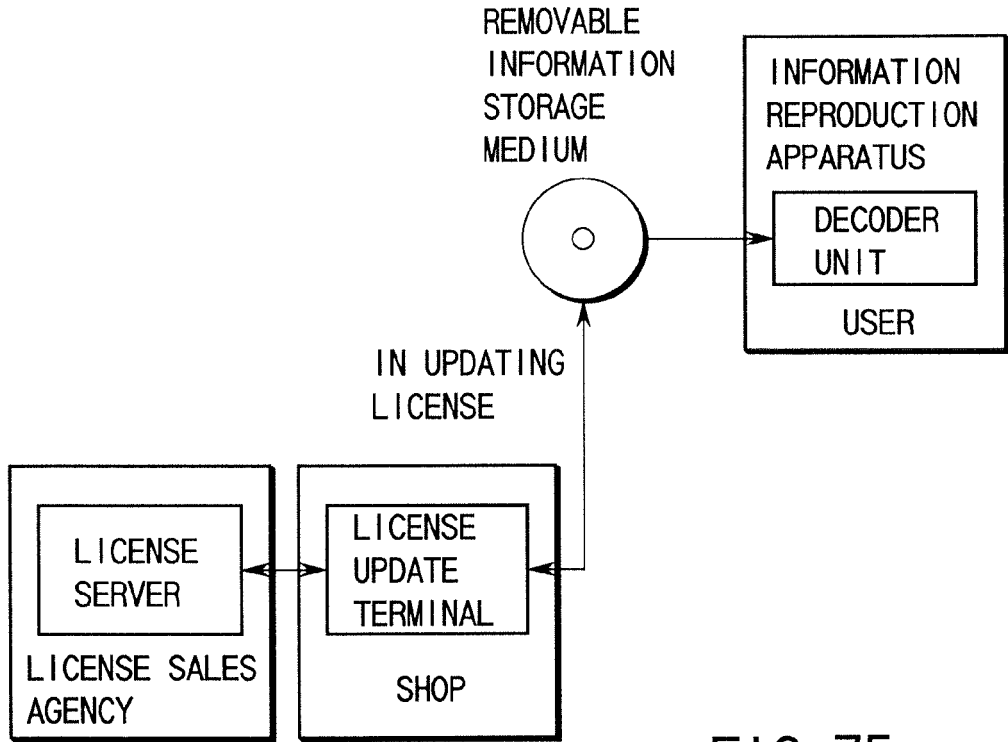 REMOVABLE
INFORMATION
STORAGE
MEDIUM
INFORMATION
REPRODUCTION
APPARATUS
DECODER
UNIT
USER
IN UPDATING
LICENSE
LICENSE
SERVER
LICENSE SALES
AGENCY
LICENSE
UPDATE
TERMINAL
SHOP